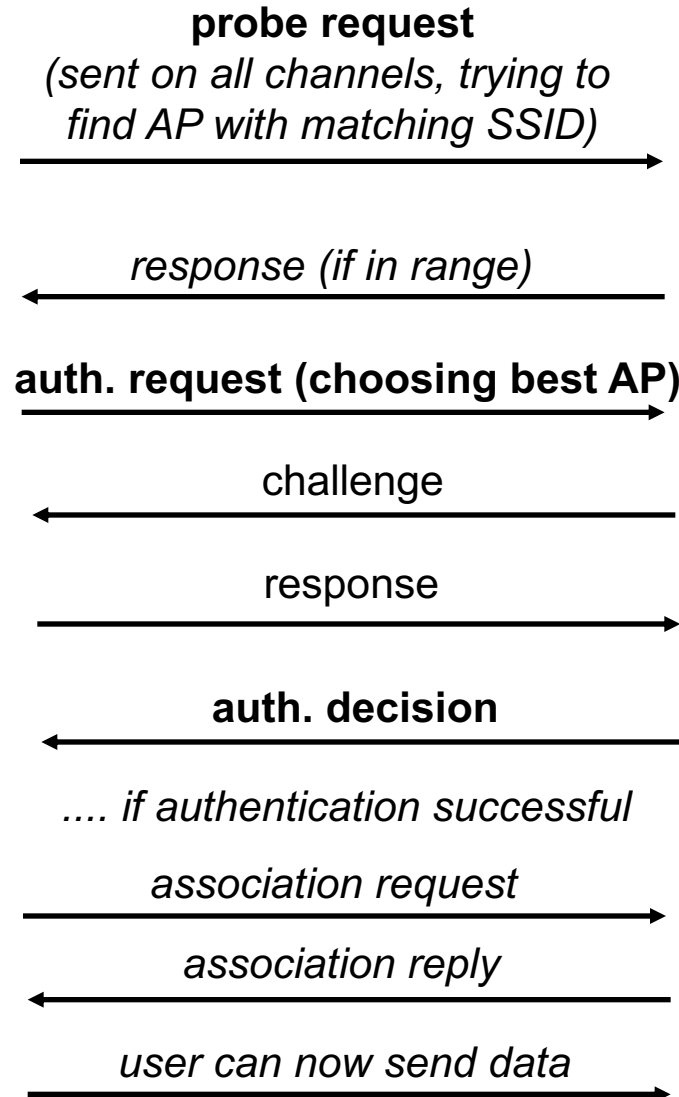 probe request
(sent on all channels, trying to
find AP with matching SSID)
response (if in range)
auth. request (choosing best AP)
challenge
response
auth. decision
.... if authentication successful
association request
association reply
user can now send data